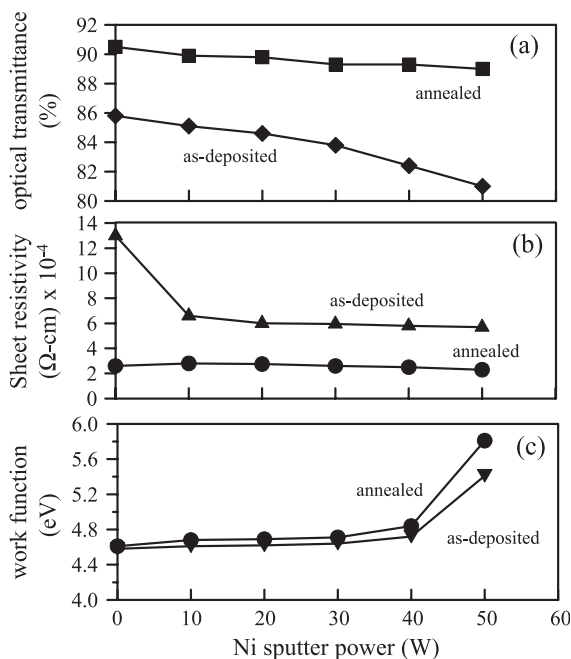 optical transmittance
(%)
92
90
88
86
84
82
80
(a)
annealed
as-deposited
Sheet resistivity
(Ω-cm) x 10⁻⁴
14
12
10
8
6
4
2
0
(b)
as-deposited
annealed
work function
(eV)
6.0
5.6
5.2
4.8
4.4
4.0
(c)
annealed
as-deposited
0 10 20 30 40 50 60
Ni sputter power (W)